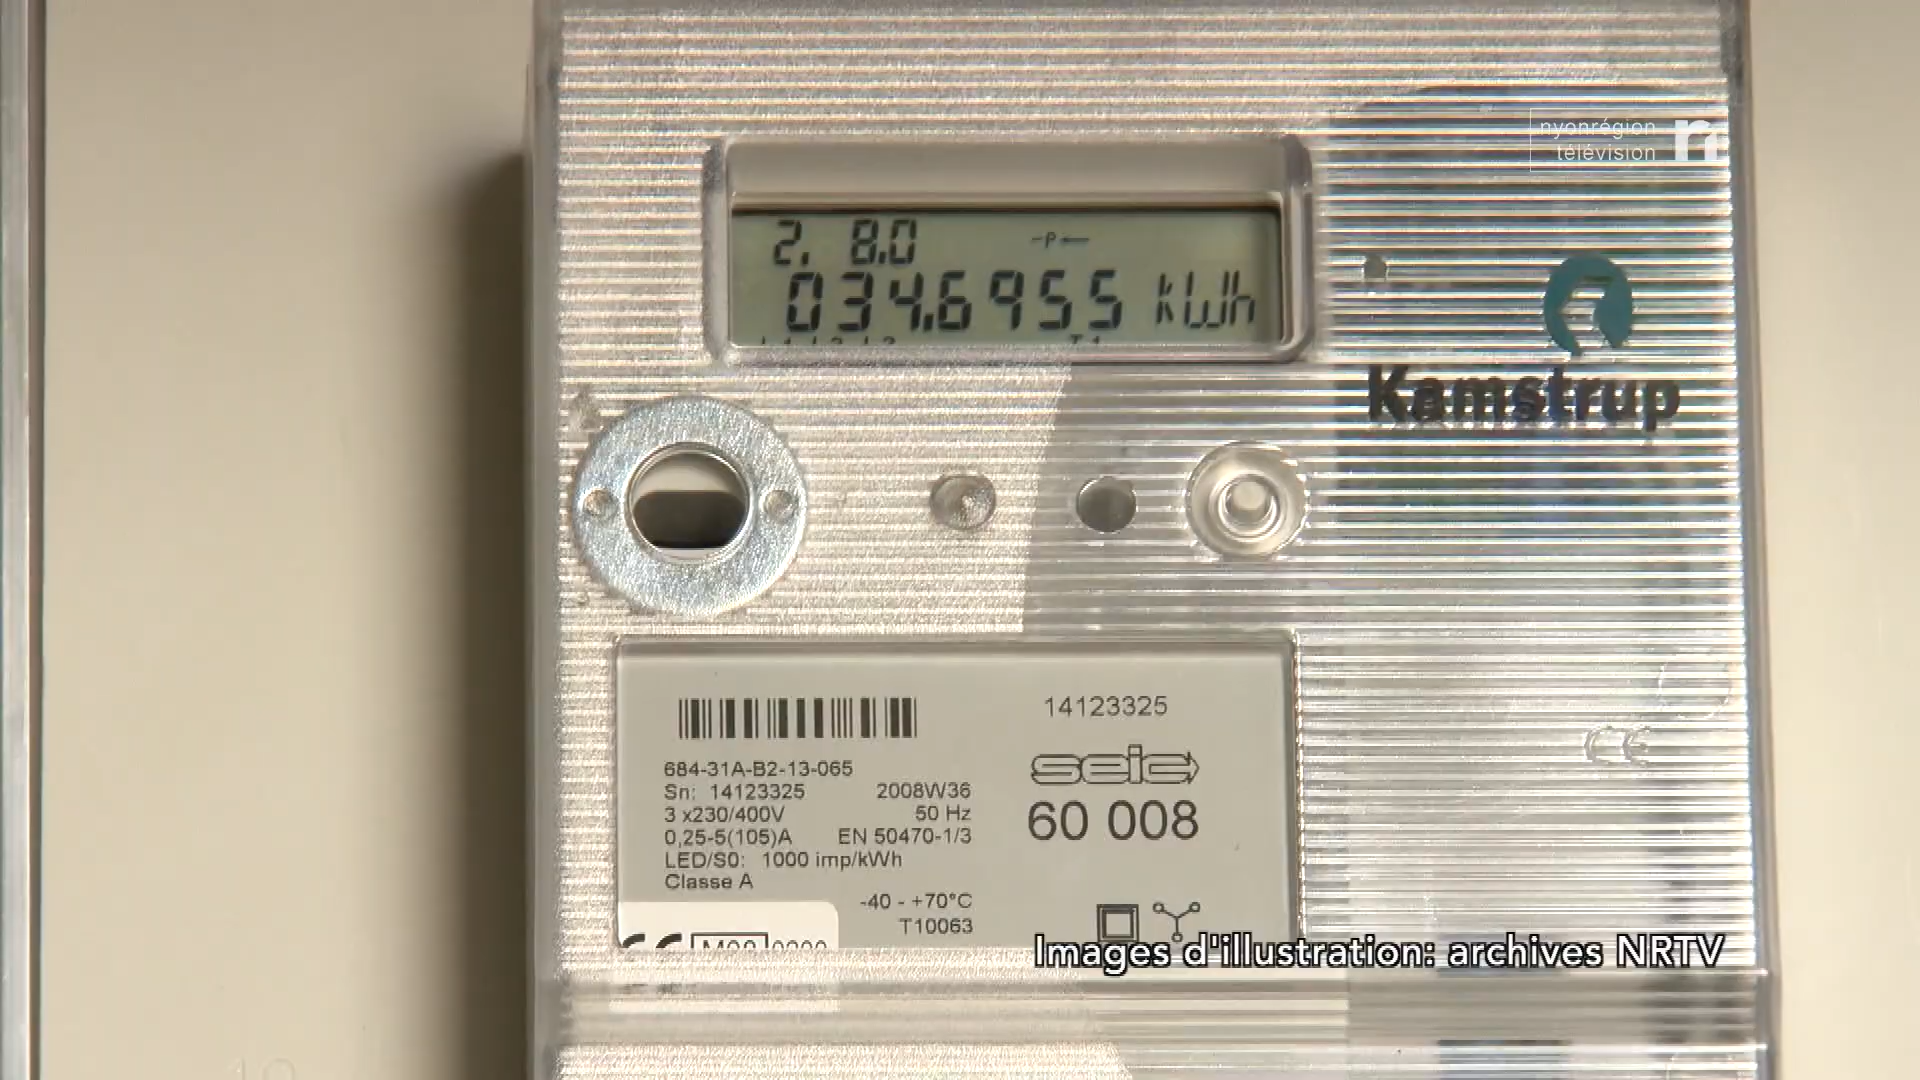 nyonrégion
télévision
2. 8.0 -P←
034.6955 kWh
Kamstrup
14123325
seic
60 008
684-31A-B2-13-065
Sn: 14123325 2008W36
3 x230/400V 50 Hz
0,25-5(105)A EN 50470-1/3
LED/S0: 1000 imp/kWh
Classe A
-40 - +70°C
T10063
CE
Images d'illustration: archives NRTV